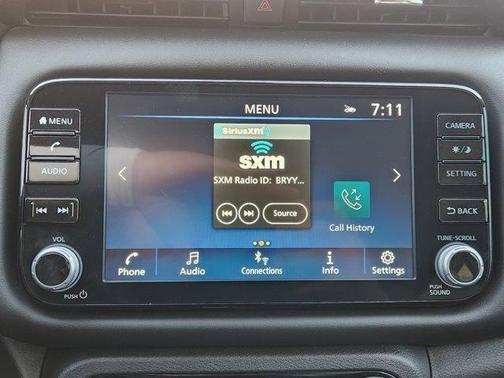 MENU
7:11
MENU
CAMERA
SiriusXM
AUDIO
sxm
SETTING
SXM Radio ID: BRYY...
BACK
Source
VOL
Call History
TUNE-SCROLL
Phone
Audio
Connections
Info
Settings
PUSH
PUSH
SOUND